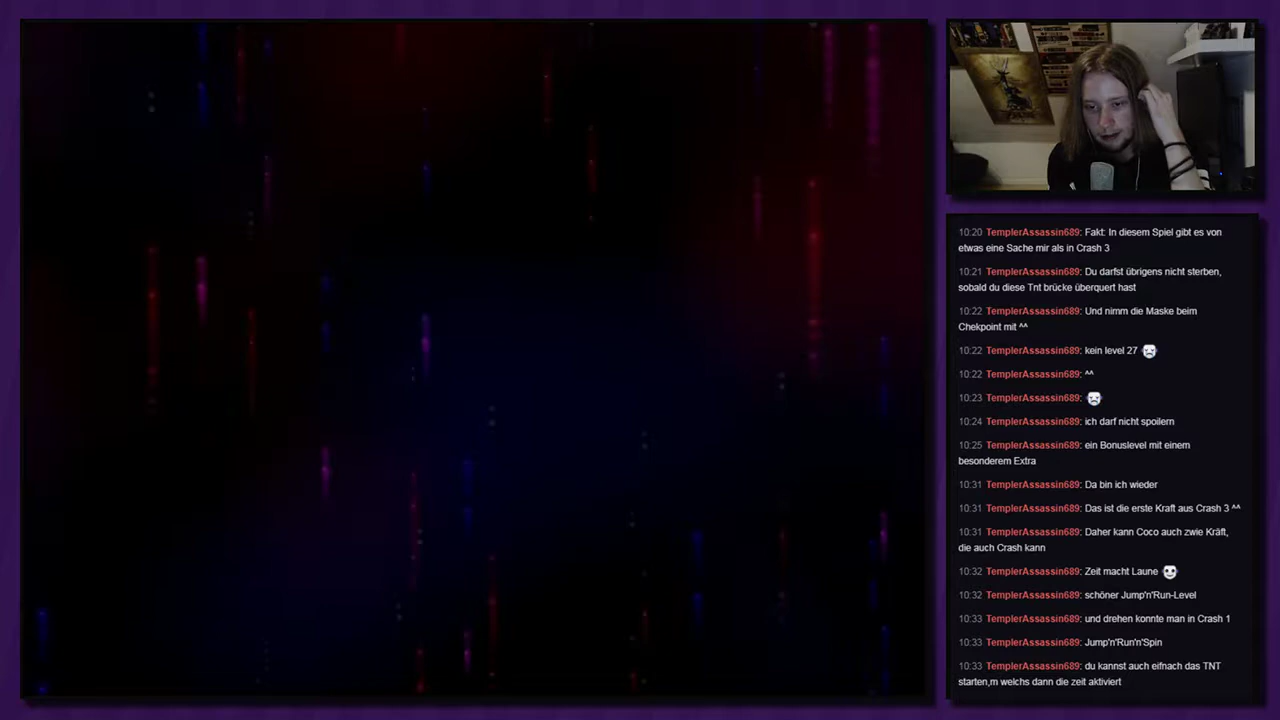 10:20 TemplerAssassin689: Fakt: In diesem Spiel gibt es von
etwas eine Sache mir als in Crash 3
10:21 TemplerAssassin689: Du darfst übrigens nicht sterben,
sobald du diese Tnt brücke überquert hast
10:22 TemplerAssassin689: Und nimm die Maske beim
Chekpoint mit ^^
10:22 TemplerAssassin689: kein level 27
10:22 TemplerAssassin689: ^^
10:23 TemplerAssassin689:
10:24 TemplerAssassin689: ich darf nicht spoilern
10:25 TemplerAssassin689: ein Bonuslevel mit einem
besonderem Extra
10:31 TemplerAssassin689: Da bin ich wieder
10:31 TemplerAssassin689: Das ist die erste Kraft aus Crash 3 ^^
10:31 TemplerAssassin689: Daher kann Coco auch zwie Kräft,
die auch Crash kann
10:32 TemplerAssassin689: Zeit macht Laune
10:32 TemplerAssassin689: schöner Jump'n'Run-Level
10:33 TemplerAssassin689: und drehen konnte man in Crash 1
10:33 TemplerAssassin689: Jump'n'Run'n'Spin
10:33 TemplerAssassin689: du kannst auch eifnach das TNT
starten,m welchs dann die zeit aktiviert